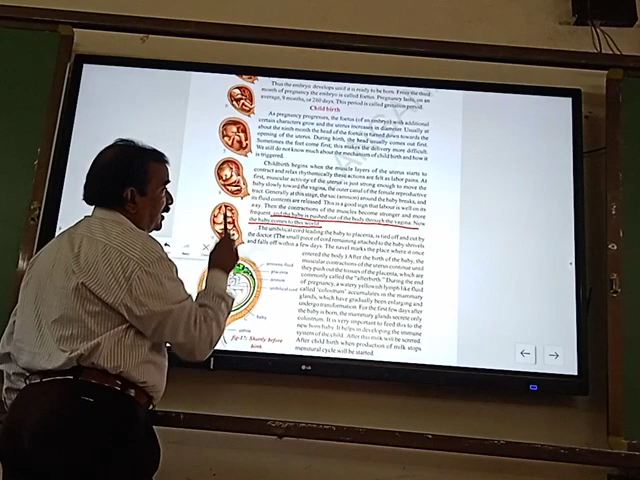 Thus the embryo develops until it is ready to be born. From the third
month of pregnancy the embryo is called foetus. Pregnancy lasts, on an
average, 9 months, or 280 days. This period is called gestation period.
Child birth
As pregnancy progresses, the foetus (of an embryo with additional
certain characters grow and the uterus increases in diameter. Usually at
about the ninth month the head of the foetus is turned down towards the
opening of the uterus. During birth, the head usually comes out first.
Sometimes the feet come first, this makes the delivery more difficult.
We still do not know much about the mechanism of child birth and how it
is triggered.
Childbirth begins when the muscle layers of the uterus starts to
contract and relax rhythmically these actions are felt as labor pains. At
first, muscular activity of the uterus is just strong enough to move the
baby slowly toward the vagina, the outer canal of the female reproductive
tract. Generally at this stage, the sac (amnion) around the baby breaks, and
its fluid contents are released. This is a good sign that labour is well on its
way. Then the contractions of the muscles become stronger and more
frequent, and the baby is pushed out of the body through the vagina. Now
the baby comes to this world.
The umbilical cord leading the baby to placenta, is tied off and cut by
the doctor (The small piece of cord remaining attached to the baby shrivels
and falls off within a few days. The navel marks the place where it once
entered the body.) After the birth of the baby, the
muscular contractions of the uterus continue until
they push out the tissues of the placenta, which are
commonly called the "afterbirth". During the end
of pregnancy, a watery yellowish lymph like fluid
called "colostrum" accumulates in the mammary
glands, which have gradually been enlarging and
undergo transformation. For the first few days after
the baby is born, the mammary glands secrete only
colostrum. It is very important to feed this to the
new born baby. It helps in developing the immune
system of the child. After this milk will be secreted.
After child birth when production of milk stops
menstrual cycle will be started.
amniotic fluid
placenta
amnion
umbilical cord
baby
uterus
fig-17: Shortly before
birth
LG